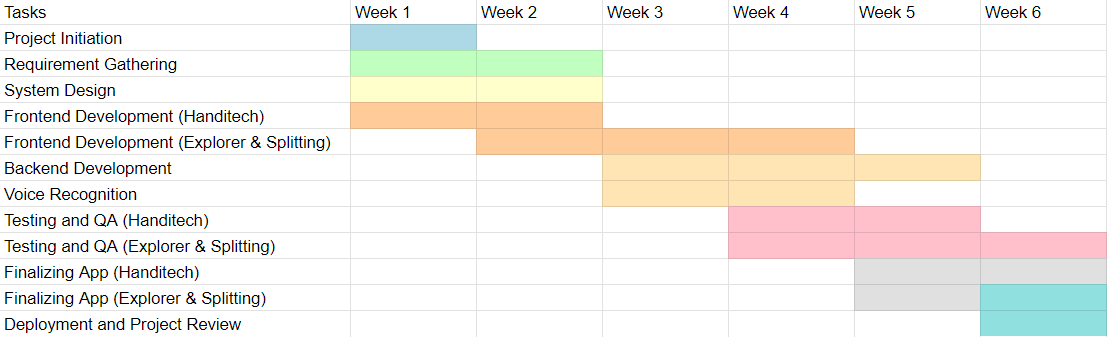 Tasks Week 1 Week 2 Week 3 Week 4 Week 5 Week 6
Project Initiation
Requirement Gathering
System Design
Frontend Development (Handitech)
Frontend Development (Explorer & Splitting)
Backend Development
Voice Recognition
Testing and QA (Handitech)
Testing and QA (Explorer & Splitting)
Finalizing App (Handitech)
Finalizing App (Explorer & Splitting)
Deployment and Project Review